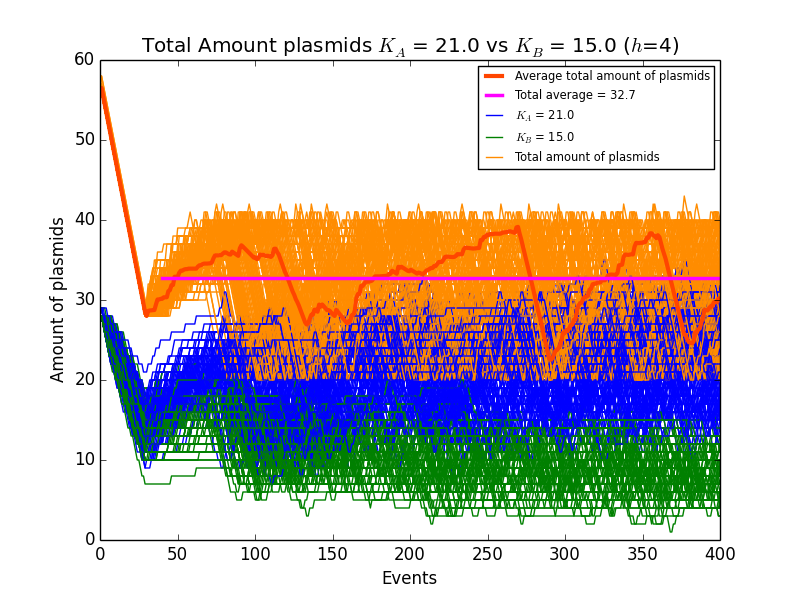 Total Amount plasmids K_A = 21.0 vs K_B = 15.0 (h=4)
60
50
40
30
20
10
0
Amount of plasmids
Average total amount of plasmids
Total average = 32.7
K_A = 21.0
K_B = 15.0
Total amount of plasmids
0 50 100 150 200 250 300 350 400
Events